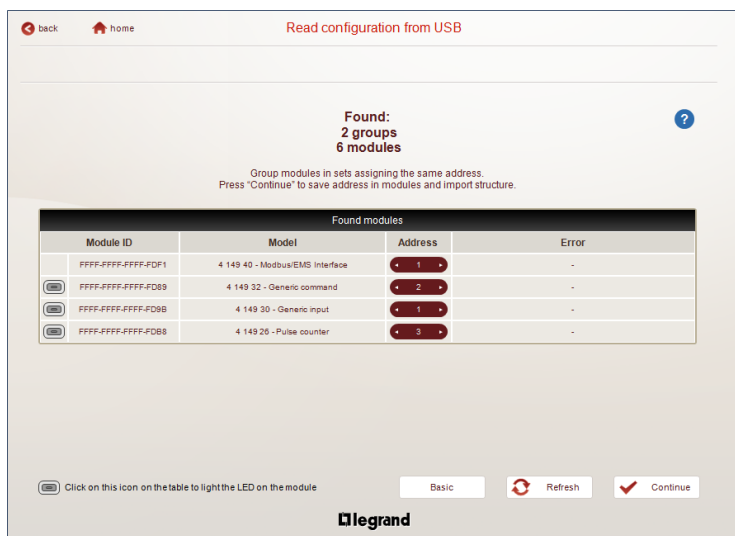 back home Read configuration from USB
Found:
2 groups
6 modules
?
Group modules in sets assigning the same address.
Press "Continue" to save address in modules and import structure.
Found modules
Module ID Model Address Error
FFFF-FFFF-FFFF-FDF1 4 149 40 - Modbus/EMS Interface 1 -
FFFF-FFFF-FFFF-FD89 4 149 32 - Generic command 2 -
FFFF-FFFF-FFFF-FD9B 4 149 30 - Generic input 1 -
FFFF-FFFF-FFFF-FDB8 4 149 26 - Pulse counter 3 -
Click on this icon on the table to light the LED on the module Basic Refresh Continue
legrand